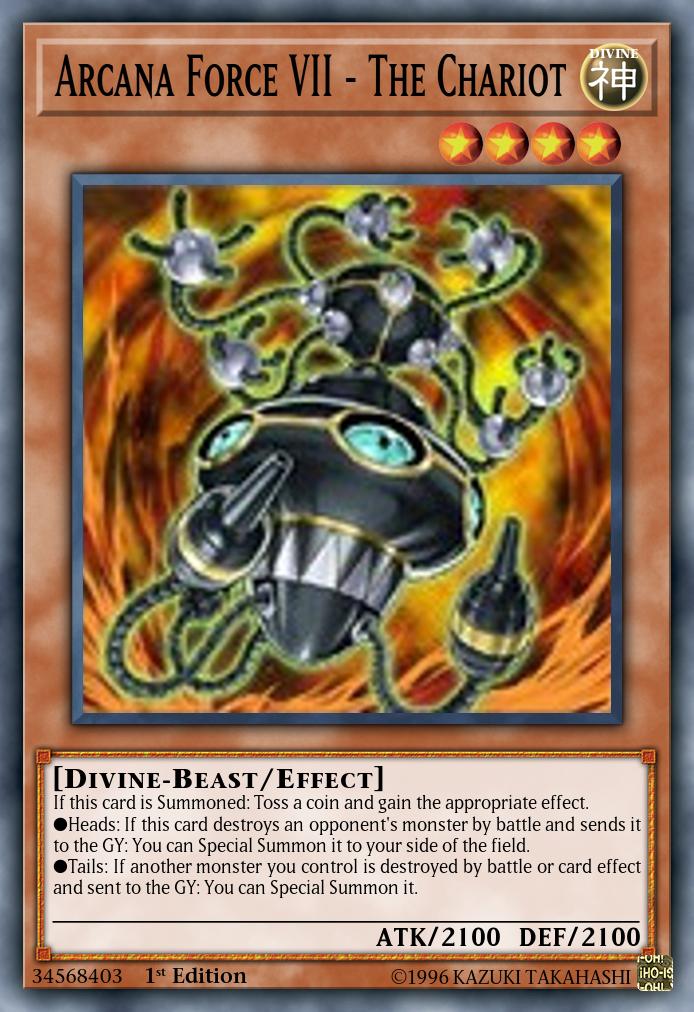 ARCANA FORCE VII - THE CHARIOT
DIVINE
神
[DIVINE-BEAST/EFFECT]
If this card is Summoned: Toss a coin and gain the appropriate effect.
●Heads: If this card destroys an opponent's monster by battle and sends it
to the GY: You can Special Summon it to your side of the field.
●Tails: If another monster you control is destroyed by battle or card effect
and sent to the GY: You can Special Summon it.
ATK/2100 DEF/2100
34568403 1st Edition ©1996 KAZUKI TAKAHASHI